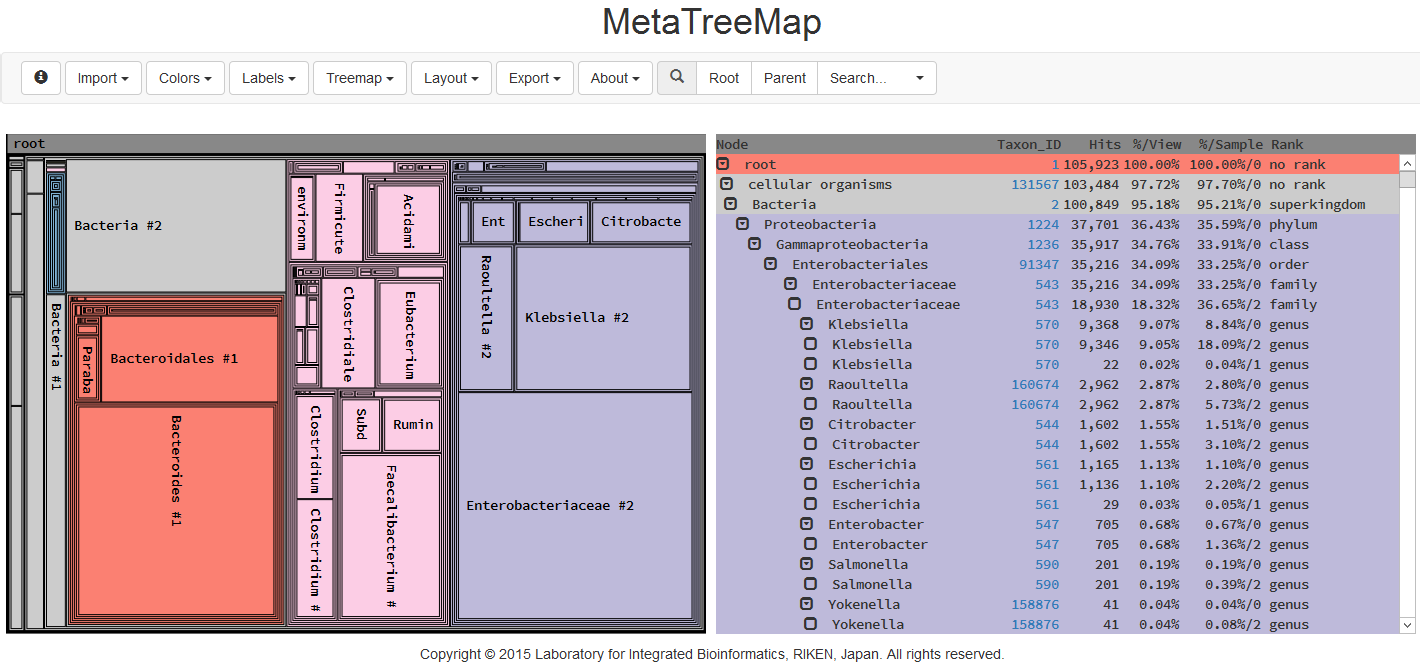 MetaTreeMap
Import Colors Labels Treemap Layout Export About Root Parent Search...
root
Bacteria #2
Bacteria #1
Paraba
Bacteroidales #1
Bacteroides #1
environm
Firmicute
Acidami
Clostridiale
Eubacterium
Clostridium
Subd
Rumin
Clostridium #
Faecalibacterium #
Ent
Escheri
Citrobacte
Raoultella #2
Klebsiella #2
Enterobacteriaceae #2
Node Taxon_ID Hits %/View %/Sample Rank
root 1 105,923 100.00% 100.00%/0 no rank
cellular organisms 131567 103,484 97.72% 97.70%/0 no rank
Bacteria 2 100,849 95.18% 95.21%/0 superkingdom
Proteobacteria 1224 37,701 36.43% 35.59%/0 phylum
Gammaproteobacteria 1236 35,917 34.76% 33.91%/0 class
Enterobacteriales 91347 35,216 34.09% 33.25%/0 order
Enterobacteriaceae 543 35,216 34.09% 33.25%/0 family
Enterobacteriaceae 543 18,930 18.32% 36.65%/2 family
Klebsiella 570 9,368 9.07% 8.84%/0 genus
Klebsiella 570 9,346 9.05% 18.09%/2 genus
Klebsiella 570 22 0.02% 0.04%/1 genus
Raoultella 160674 2,962 2.87% 2.80%/0 genus
Raoultella 160674 2,962 2.87% 5.73%/2 genus
Citrobacter 544 1,602 1.55% 1.51%/0 genus
Citrobacter 544 1,602 1.55% 3.10%/2 genus
Escherichia 561 1,165 1.13% 1.10%/0 genus
Escherichia 561 1,136 1.10% 2.20%/2 genus
Escherichia 561 29 0.03% 0.05%/1 genus
Enterobacter 547 705 0.68% 0.67%/0 genus
Enterobacter 547 705 0.68% 1.36%/2 genus
Salmonella 590 201 0.19% 0.19%/0 genus
Salmonella 590 201 0.19% 0.39%/2 genus
Yokenella 158876 41 0.04% 0.04%/0 genus
Yokenella 158876 41 0.04% 0.08%/2 genus
Copyright © 2015 Laboratory for Integrated Bioinformatics, RIKEN, Japan. All rights reserved.